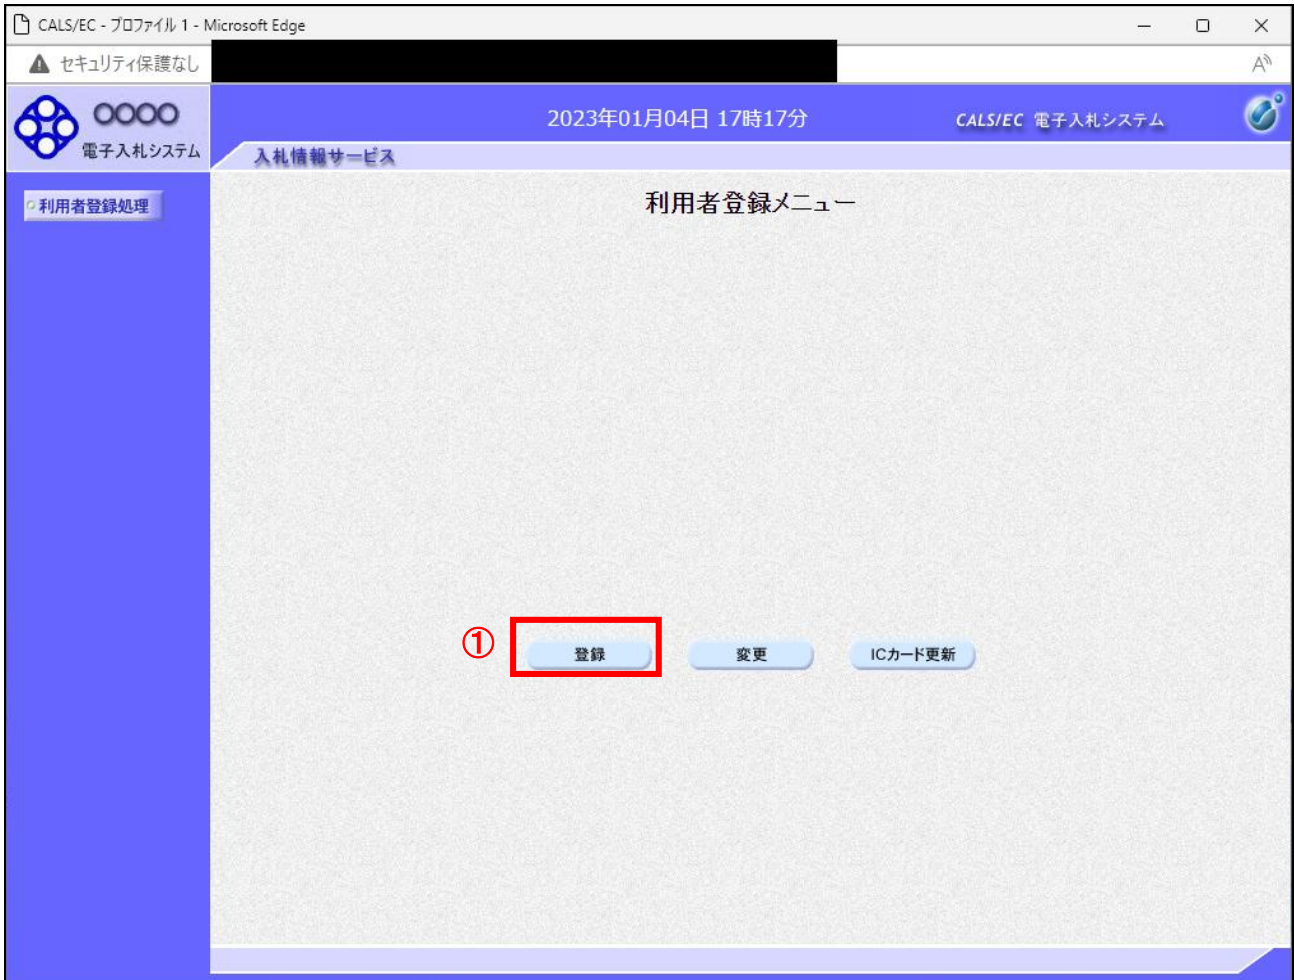 CALS/EC - プロファイル 1 - Microsoft Edge
セキュリティ保護なし
A
○○○○
電子入札システム
2023年01月04日 17時17分
CALS/EC 電子入札システム
入札情報サービス
利用者登録処理
利用者登録メニュー
①
登録
変更
ICカード更新